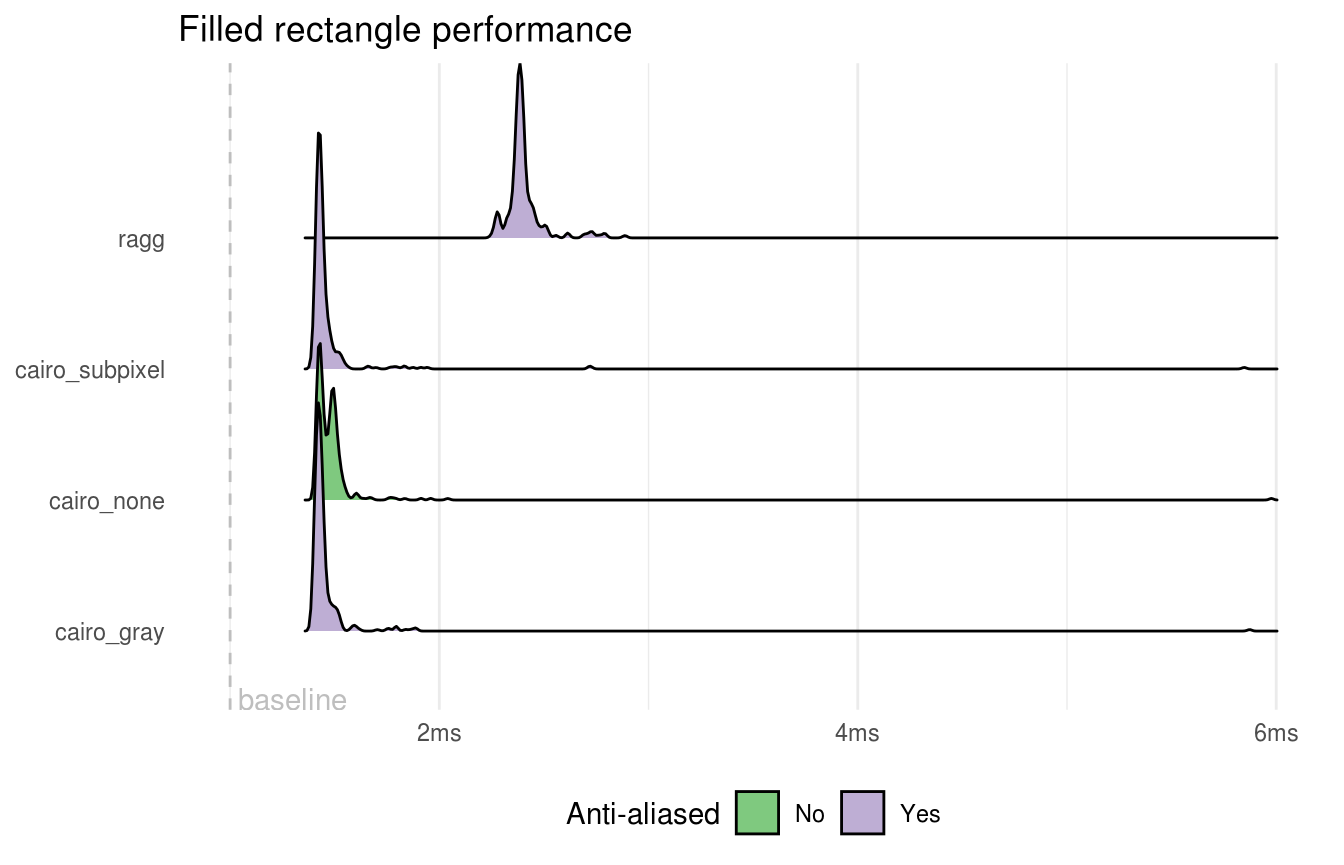 Filled rectangle performance
ragg
cairo_subpixel
cairo_none
cairo_gray
baseline
2ms 4ms 6ms
Anti-aliased No Yes